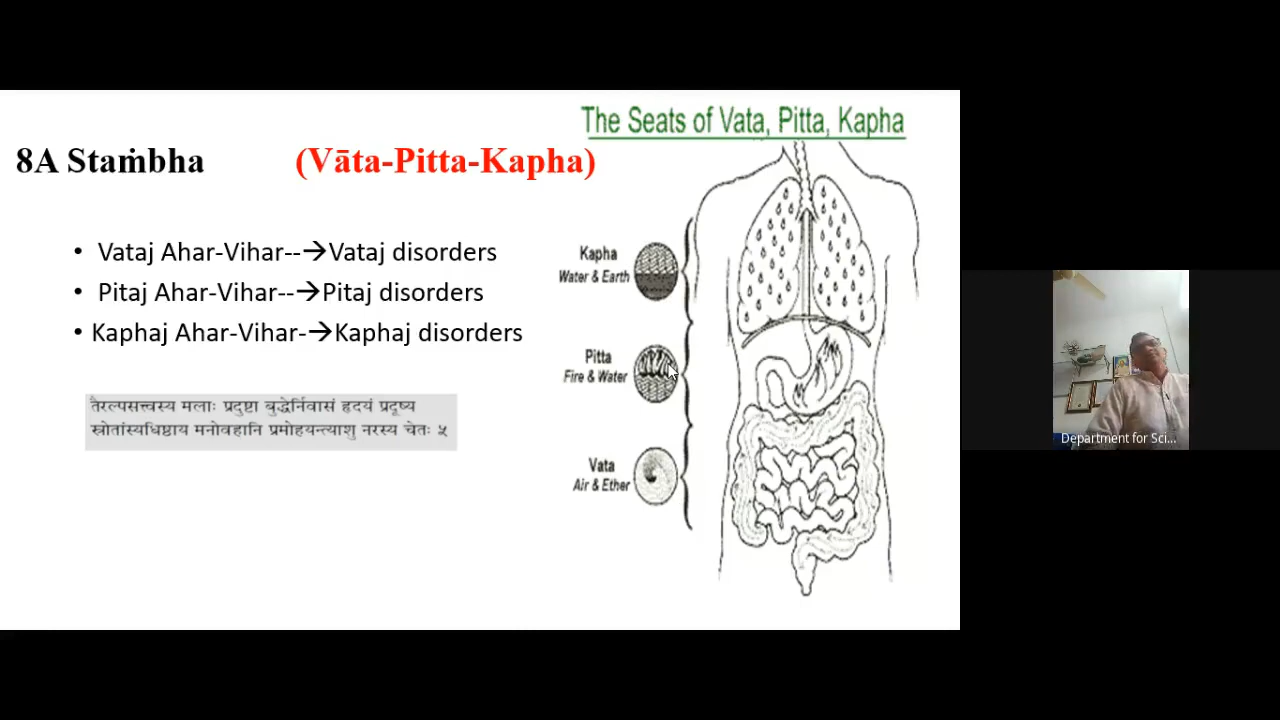 The Seats of Vata, Pitta, Kapha
8A Staṁbha (Vāta-Pitta-Kapha)
• Vataj Ahar-Vihar--→Vataj disorders
• Pitaj Ahar-Vihar--→Pitaj disorders
• Kaphaj Ahar-Vihar-→Kaphaj disorders
तैरल्पसत्त्वस्य मलाः प्रदुष्टा बुद्धेर्निवासं हृदयं प्रदूष्य
स्रोतांस्यधिष्ठाय मनोवहानि प्रमोहयन्त्याशु नरस्य चेतः ५
Kapha
Water & Earth
Pitta
Fire & Water
Vata
Air & Ether
Department for Sci...